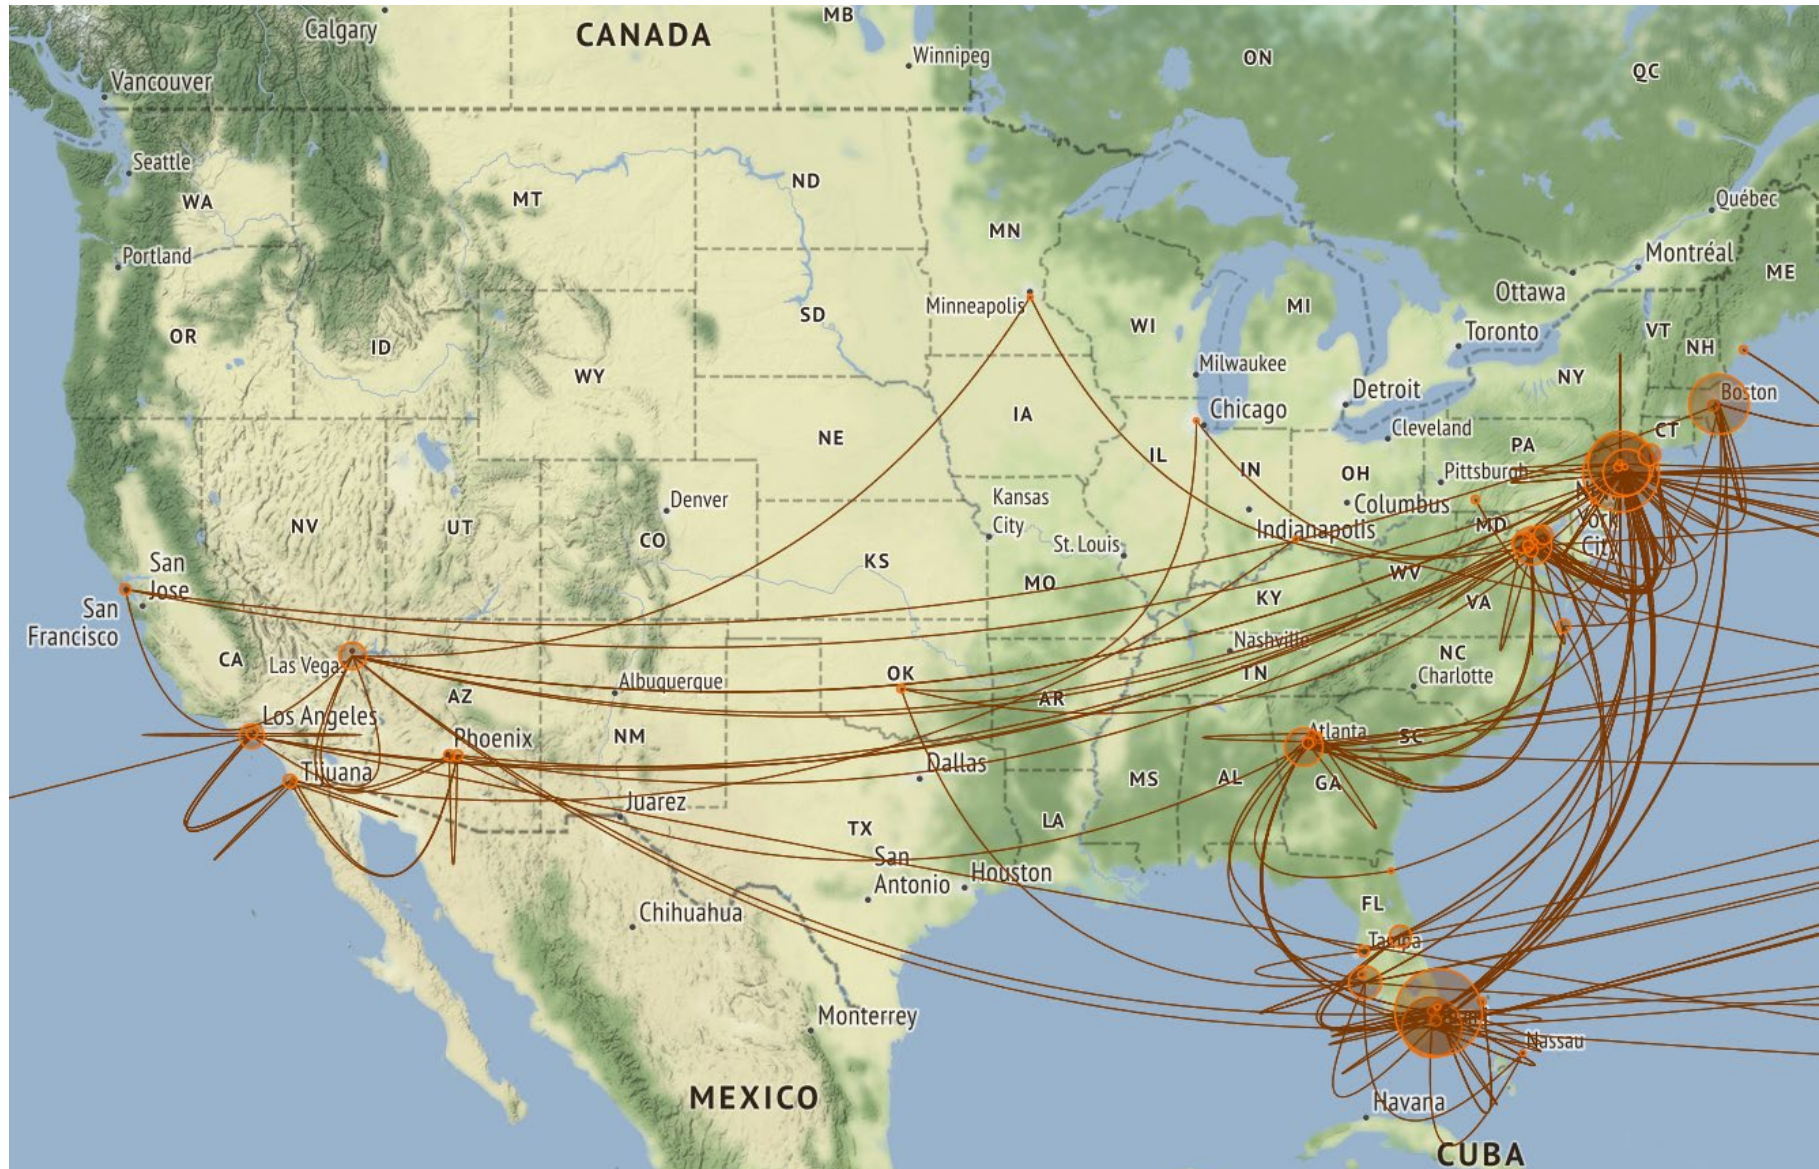 MB
Calgary
CANADA
Winnipeg
ON
QC
Vancouver
Seattle
WA
MT
ND
MN
Québec
Montréal
ME
Portland
Ottawa
Minneapolis
SD
WI
MI
Toronto
VT
NH
OR
ID
WY
Milwaukee
NY
Detroit
Boston
Chicago
IA
Cleveland
CT
PA
NE
IL
IN
OH
Pittsburgh
Denver
Kansas
City
Columbus
NV
UT
CO
St. Louis
Indianapolis
MD
York
San
Jose
KS
MO
WV
KY
VA
San
Francisco
CA
Las Vegas
Nashville
TN
NC
Charlotte
Albuquerque
OK
AR
AZ
Los Angeles
NM
Phoenix
Atlanta
SC
Tijuana
Dallas
MS
AL
GA
Juarez
TX
LA
San
Antonio
Houston
Chihuahua
FL
Tampa
Monterrey
Nassau
MEXICO
Havana
CUBA